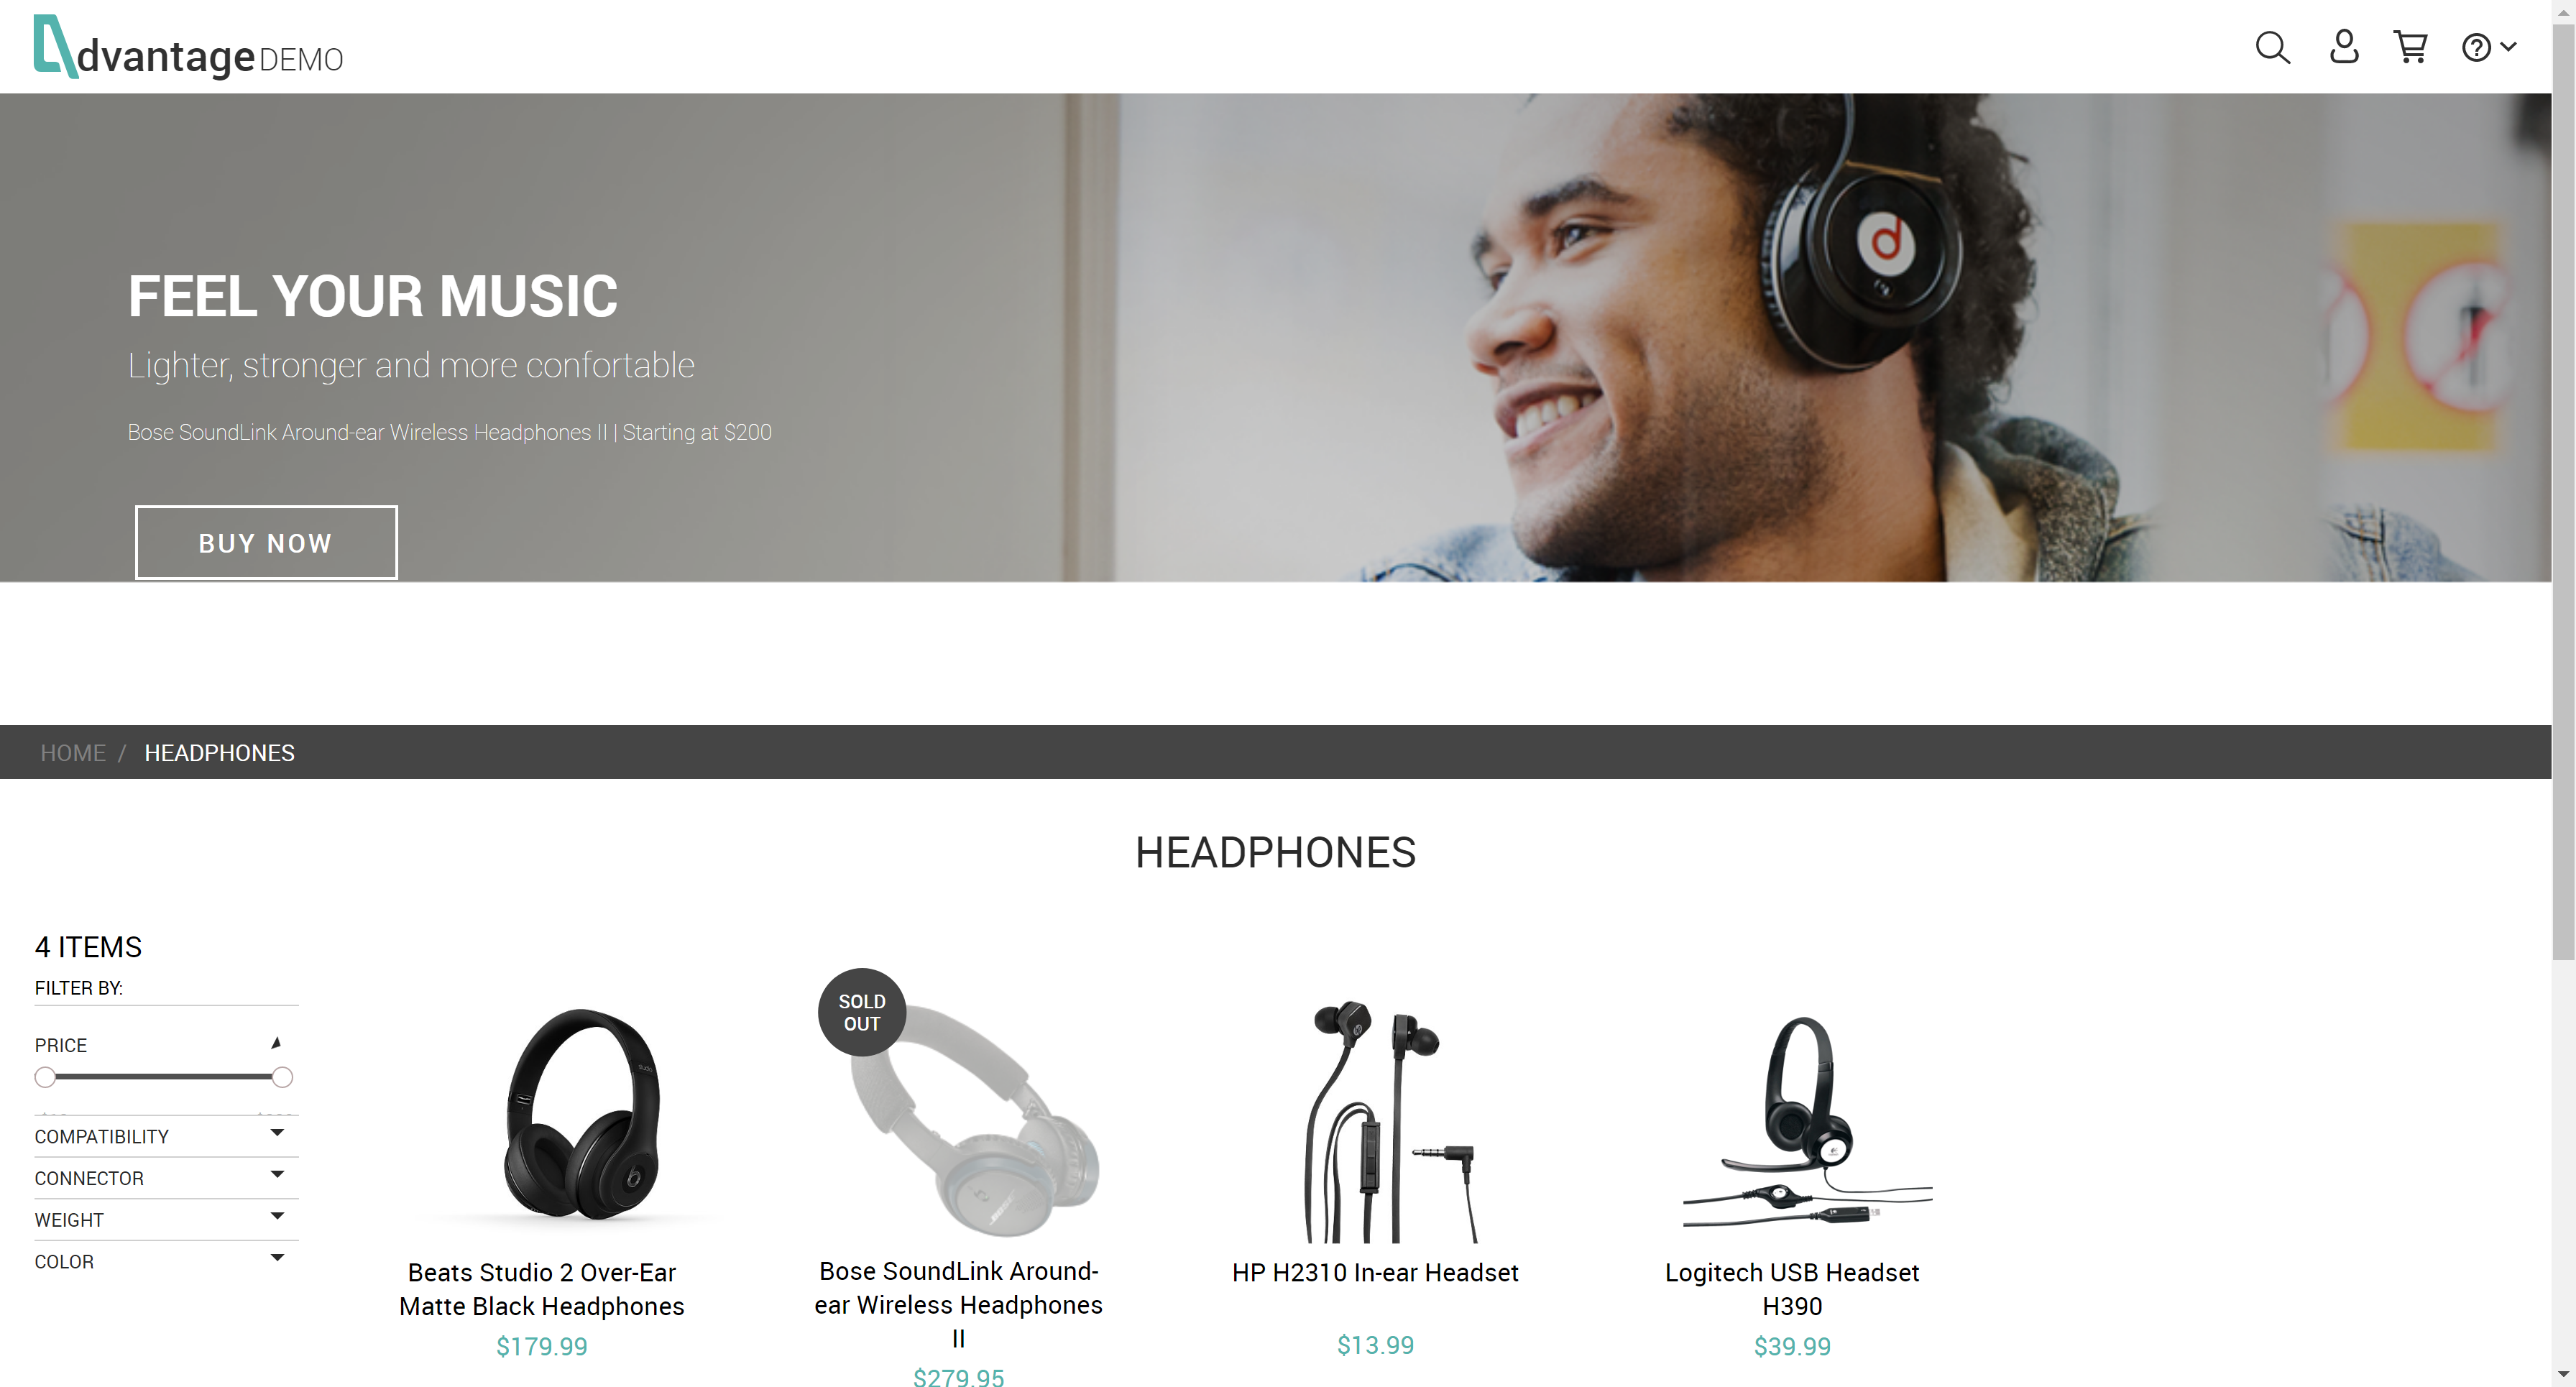 dvantage DEMO
FEEL YOUR MUSIC
Lighter, stronger and more confortable
Bose SoundLink Around-ear Wireless Headphones II | Starting at $200
BUY NOW
HOME / HEADPHONES
HEADPHONES
4 ITEMS
FILTER BY:
PRICE
COMPATIBILITY
CONNECTOR
WEIGHT
COLOR
SOLD
OUT
Beats Studio 2 Over-Ear
Matte Black Headphones
$179.99
Bose SoundLink Around-
ear Wireless Headphones
II
$279.95
HP H2310 In-ear Headset
$13.99
Logitech USB Headset
H390
$39.99